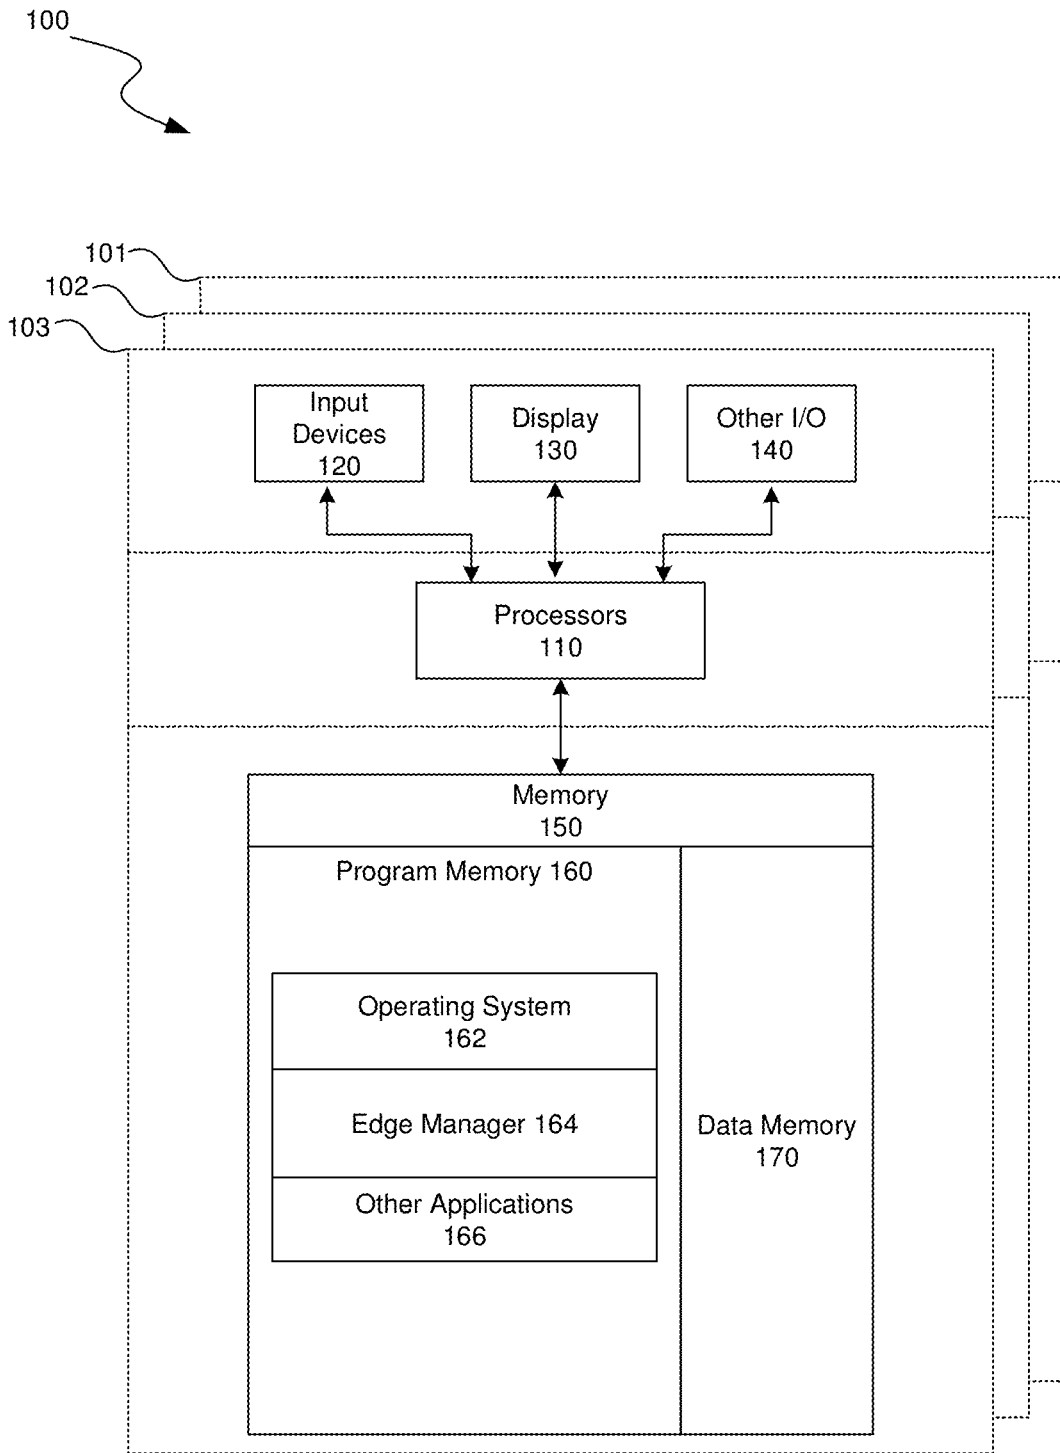 100
101
102
103
Input
Devices
120
Display
130
Other I/O
140
Processors
110
Memory
150
Program Memory 160
Operating System
162
Edge Manager 164
Other Applications
166
Data Memory
170